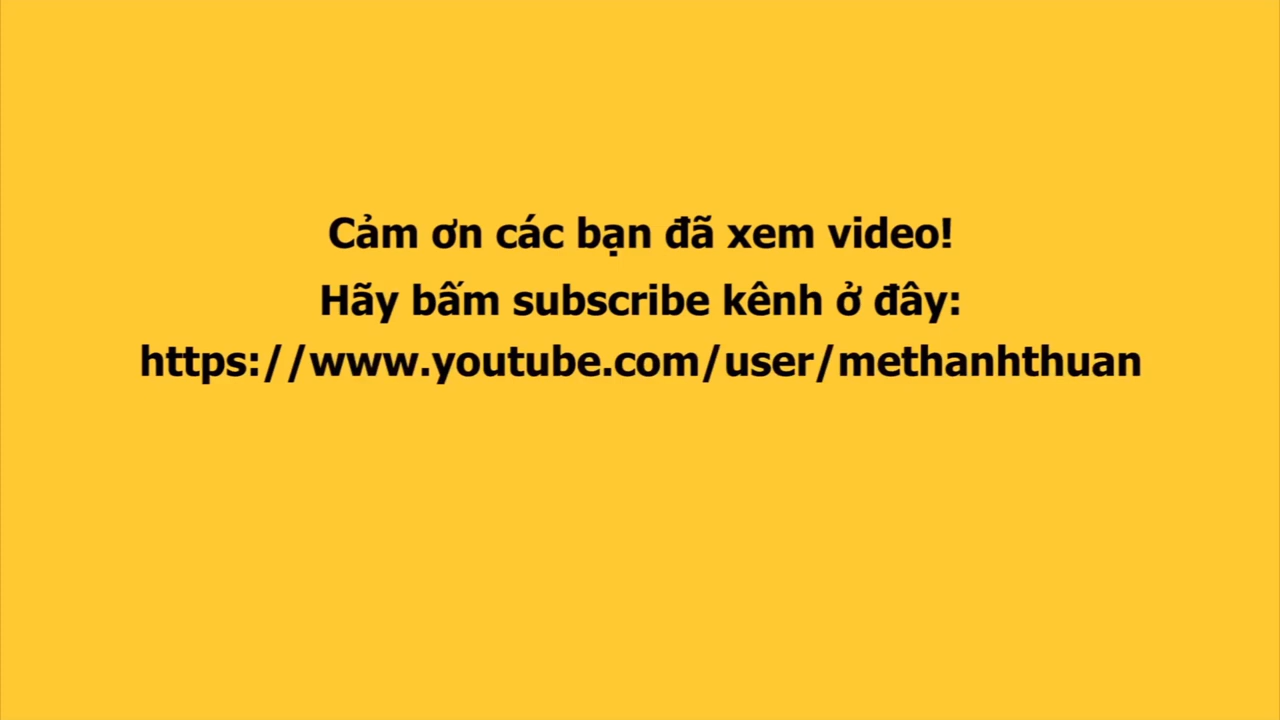 Cảm ơn các bạn đã xem video!
Hãy bấm subscribe kênh ở đây:
https://www.youtube.com/user/methanhthuan